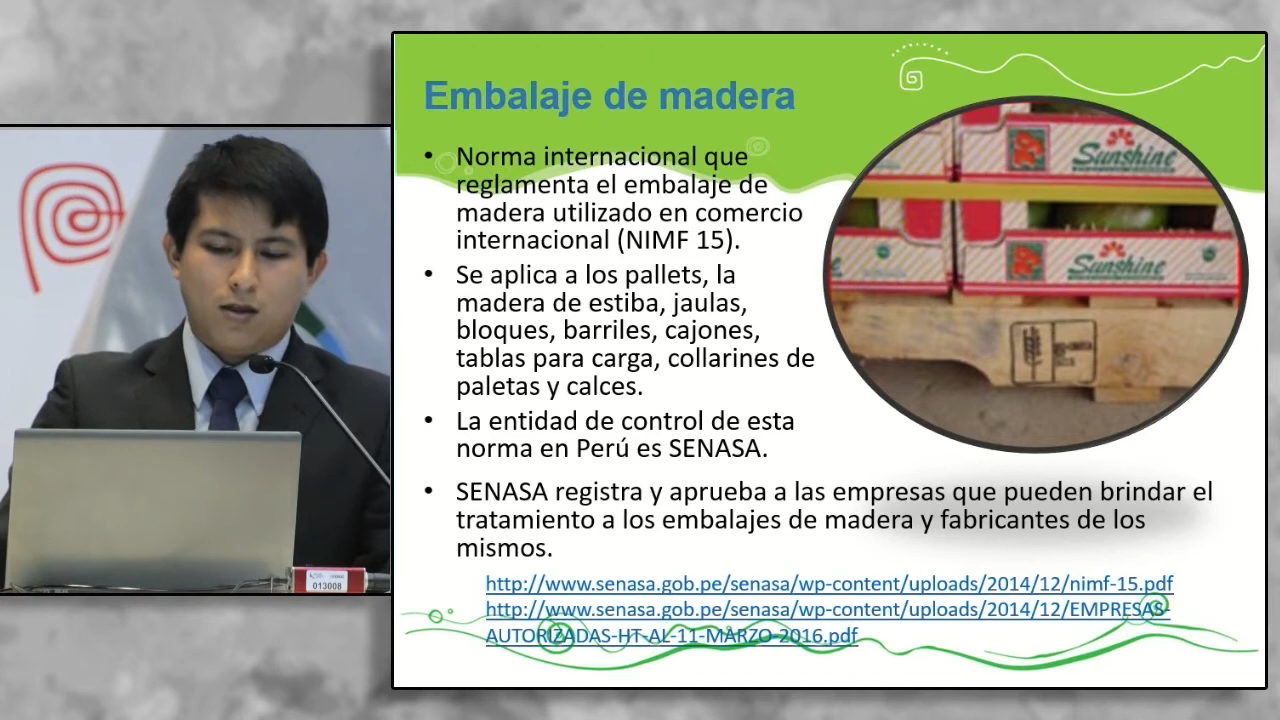 Embalaje de madera
• Norma internacional que
reglamenta el embalaje de
madera utilizado en comercio
internacional (NIMF 15).
• Se aplica a los pallets, la
madera de estiba, jaulas,
bloques, barriles, cajones,
tablas para carga, collarines de
paletas y calces.
• La entidad de control de esta
norma en Perú es SENASA.
• SENASA registra y aprueba a las empresas que pueden brindar el
tratamiento a los embalajes de madera y fabricantes de los
mismos.
http://www.senasa.gob.pe/senasa/wp-content/uploads/2014/12/nimf-15.pdf
http://www.senasa.gob.pe/senasa/wp-content/uploads/2014/12/EMPRESAS-
AUTORIZADAS-HT-AL-11-MARZO-2016.pdf
Sunshine
Sunshine
013008